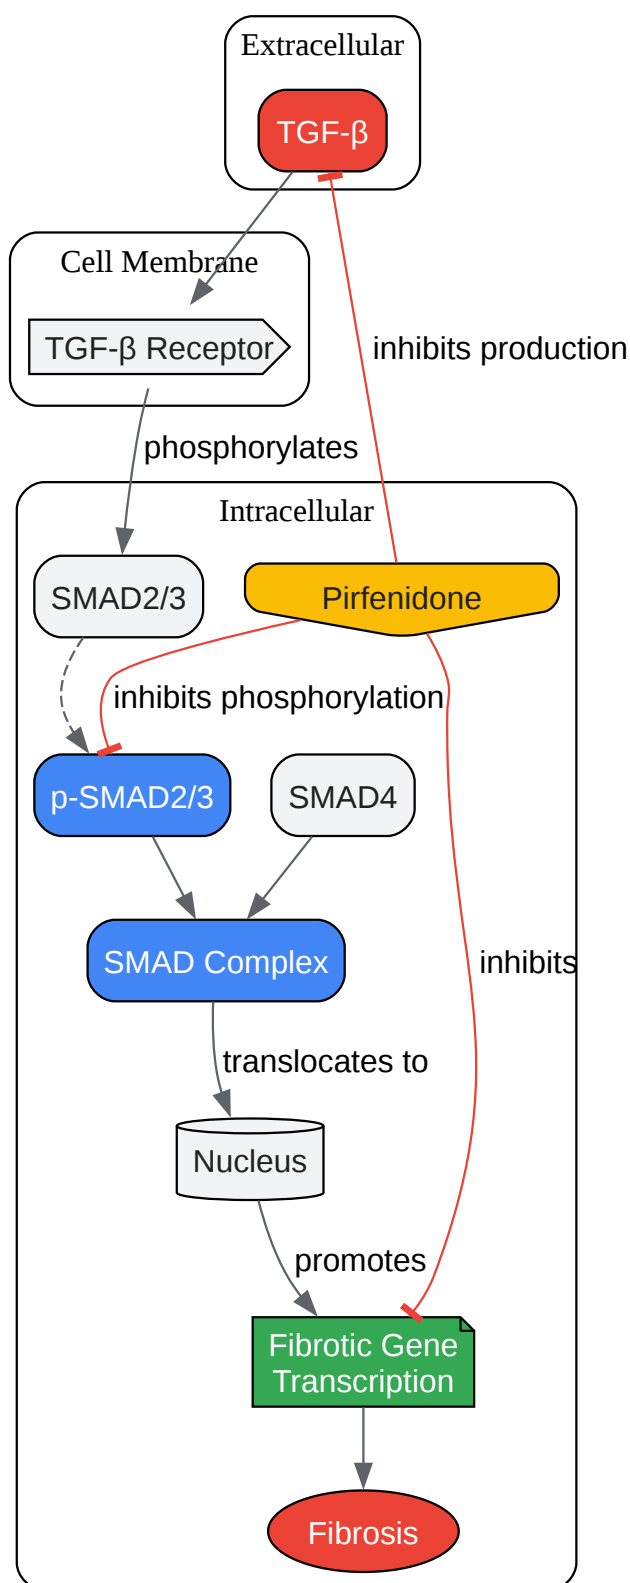 Extracellular
TGF-β
Cell Membrane
TGF-β Receptor
inhibits production
phosphorylates
Intracellular
SMAD2/3
Pirfenidone
inhibits phosphorylation
p-SMAD2/3
SMAD4
SMAD Complex
inhibits
translocates to
Nucleus
promotes
Fibrotic Gene
Transcription
Fibrosis